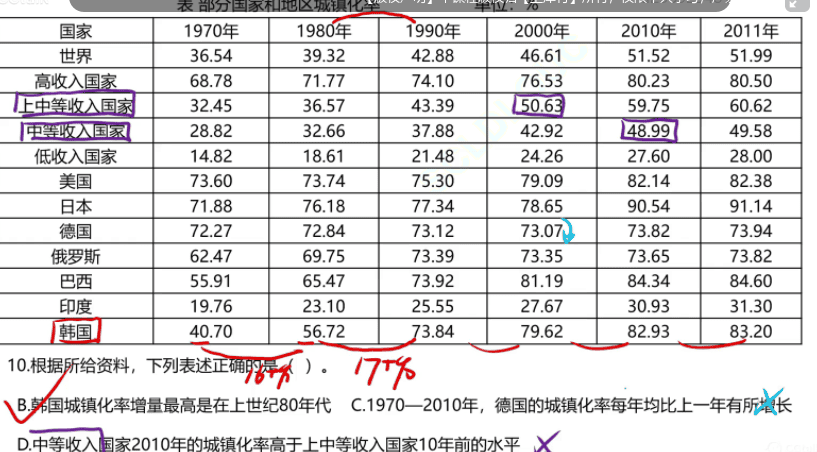 表 部分国家和地区城镇化率 单位：%
国家 1970年 1980年 1990年 2000年 2010年 2011年
世界 36.54 39.32 42.88 46.61 51.52 51.99
高收入国家 68.78 71.77 74.10 76.53 80.23 80.50
上中等收入国家 32.45 36.57 43.39 50.63 59.75 60.62
中等收入国家 28.82 32.66 37.88 42.92 48.99 49.58
低收入国家 14.82 18.61 21.48 24.26 27.60 28.00
美国 73.60 73.74 75.30 79.09 82.14 82.38
日本 71.88 76.18 77.34 78.65 90.54 91.14
德国 72.27 72.84 73.12 73.07 73.82 73.94
俄罗斯 62.47 69.75 73.39 73.35 73.65 73.82
巴西 55.91 65.47 73.92 81.19 84.34 84.60
印度 19.76 23.10 25.55 27.67 30.93 31.30
韩国 40.70 56.72 73.84 79.62 82.93 83.20
16+% 17+%
10.根据所给资料，下列表述正确的是（ ）。
B.韩国城镇化率增量最高是在上世纪80年代 C.1970—2010年，德国的城镇化率每年均比上一年有所增长
D.中等收入国家2010年的城镇化率高于上中等收入国家10年前的水平